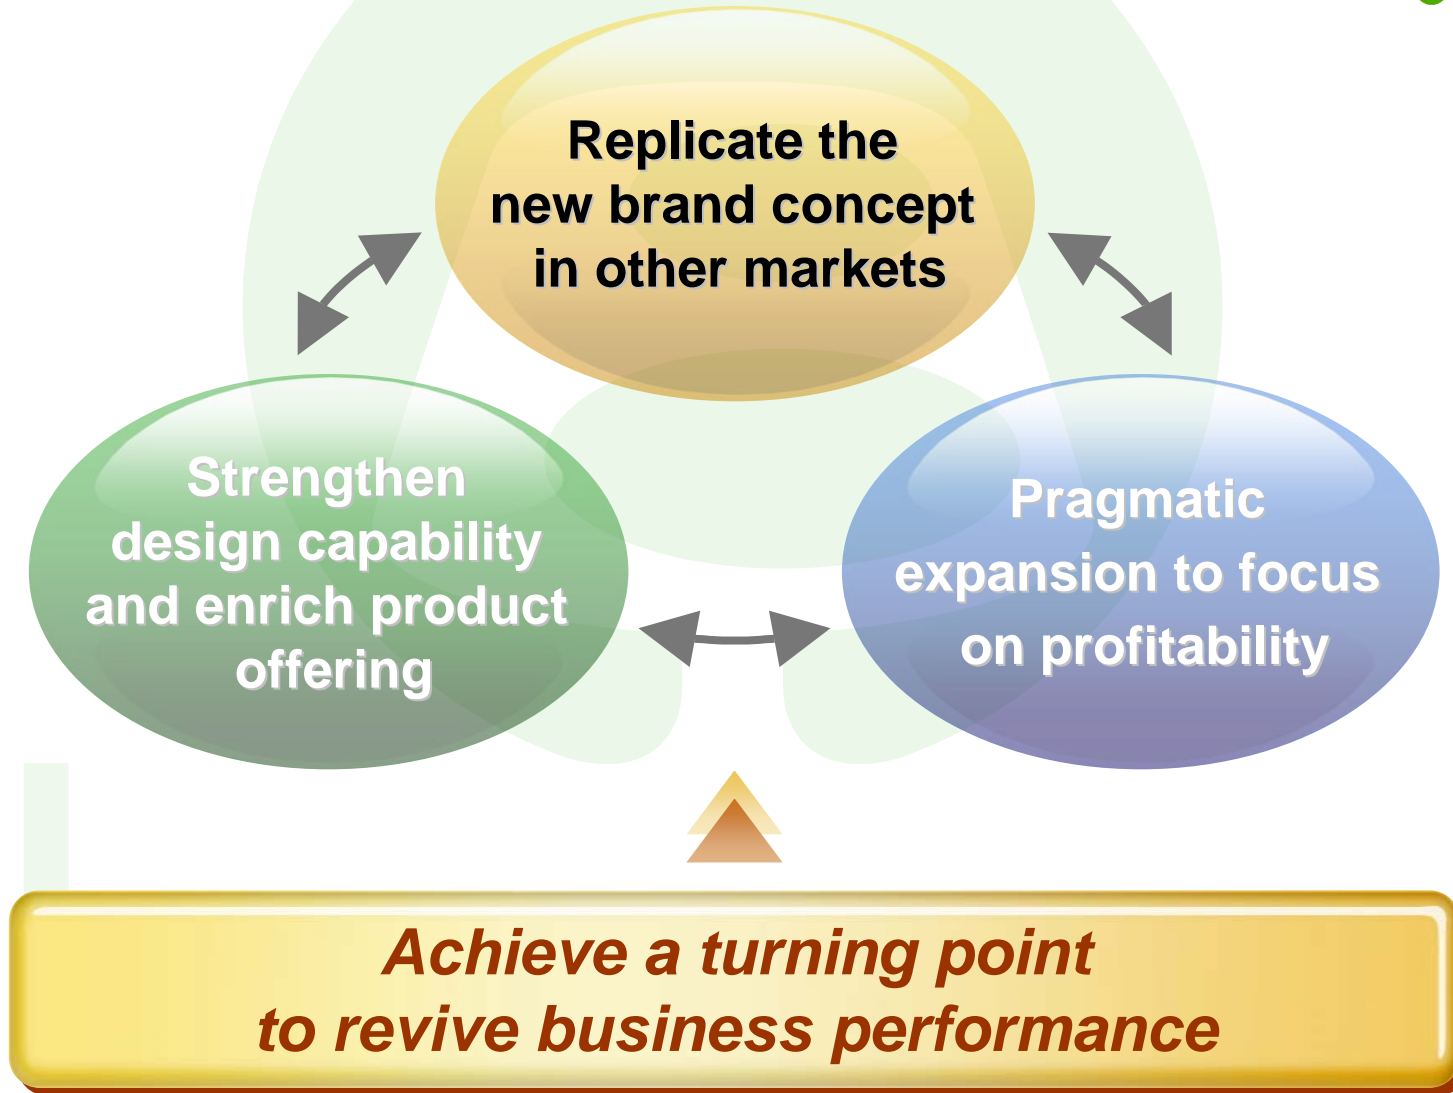 Replicate the
new brand concept
in other markets
Strengthen
design capability
and enrich product
offering
Pragmatic
expansion to focus
on profitability
Achieve a turning point
to revive business performance